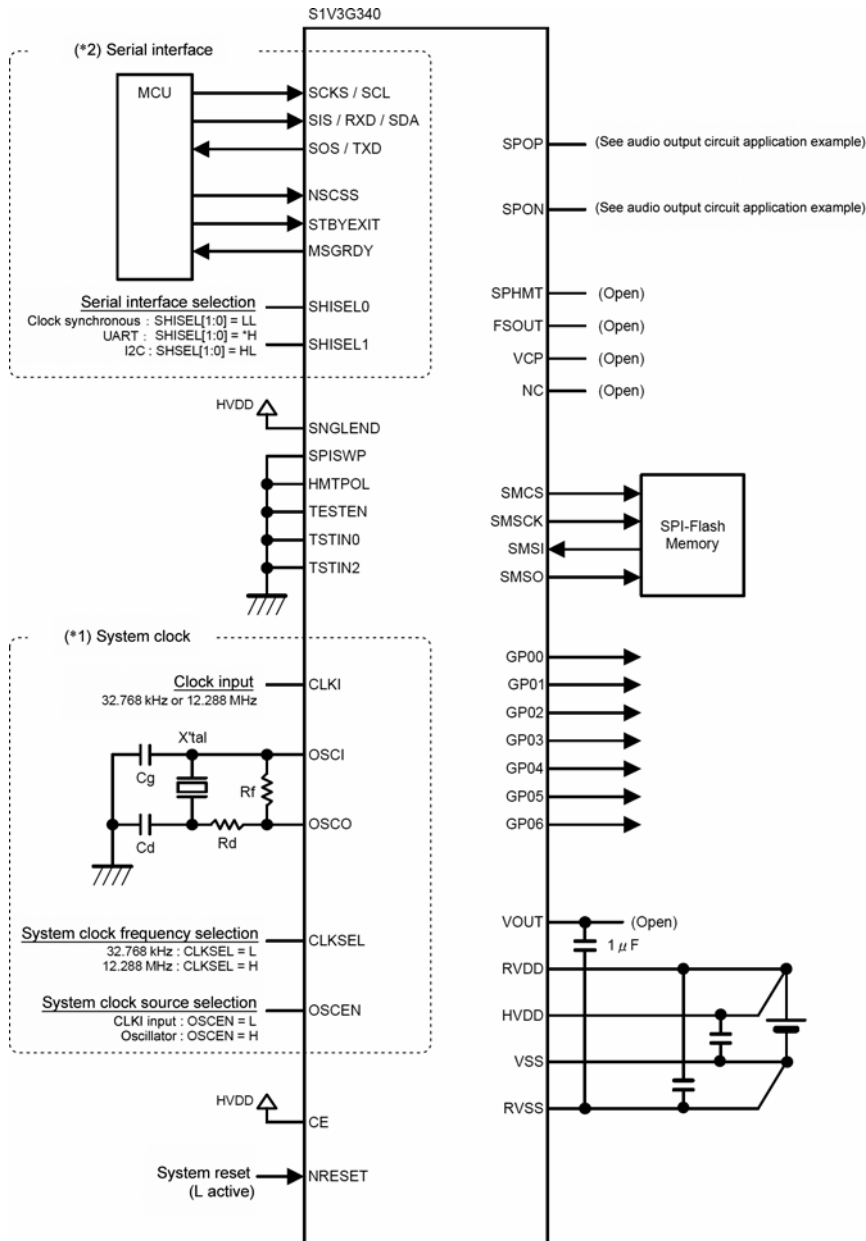 S1V3G340
(*2) Serial interface
MCU
SCKS / SCL
SIS / RXD / SDA
SOS / TXD
NSCSS
STBYEXIT
MSGRDY
Serial interface selection
Clock synchronous : SHISEL[1:0] = LL
UART : SHISEL[1:0] = *H
I2C : SHSEL[1:0] = HL
SHISEL0
SHISEL1
HVDD
SNGLEND
SPISWP
HMTPOL
TESTEN
TSTIN0
TSTIN2
(*1) System clock
Clock input
32.768 kHz or 12.288 MHz
CLKI
X'tal
OSCI
Cg
Rf
OSCO
Cd
Rd
System clock frequency selection
32.768 kHz : CLKSEL = L
12.288 MHz : CLKSEL = H
CLKSEL
System clock source selection
CLKI input : OSCEN = L
Oscillator : OSCEN = H
OSCEN
HVDD
CE
System reset
(L active)
NRESET
SPOP
(See audio output circuit application example)
SPON
(See audio output circuit application example)
SPHMT
(Open)
FSOUT
(Open)
VCP
(Open)
NC
(Open)
SMCS
SMSCK
SMSI
SMSO
SPI-Flash
Memory
GP00
GP01
GP02
GP03
GP04
GP05
GP06
VOUT
(Open)
1 μ F
RVDD
HVDD
VSS
RVSS